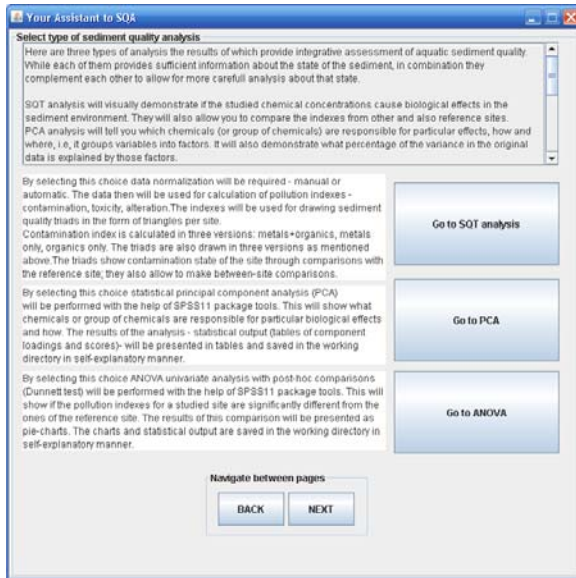 Your Assistant to SQA
Select type of sediment quality analysis
Here are three types of analysis the results of which provide integrative assessment of aquatic sediment quality.
While each of them provides sufficient information about the state of the sediment, in combination they
complement each other to allow for more carefull analysis about that state.
SQT analysis will visually demonstrate if the studied chemical concentrations cause biological effects in the
sediment environment. They will also allow you to compare the indexes from other and also reference sites.
PCA analysis will tell you which chemicals (or group of chemicals) are responsible for particular effects, how and
where, i.e, it groups variables into factors. It will also demonstrate what percentage of the variance in the original
data is explained by those factors.
By selecting this choice data normalization will be required - manual or
automatic. The data then will be used for calculation of pollution indexes -
contamination, toxicity, alteration.The indexes will be used for drawing sediment
quality triads in the form of triangles per site.
Contamination index is calculated in three versions: metals+organics, metals
only, organics only. The triads are also drawn in three versions as mentioned
above.The triads show contamination state of the site through comparisons with
the reference site; they also allow to make between-site comparisons.
Go to SQT analysis
By selecting this choice statistical principal component analysis (PCA)
will be performed with the help of SPSS11 package tools. This will show what
chemicals or group of chemicals are responsible for particular biological effects
and how. The results of the analysis - statistical output (tables of component
loadings and scores)- will be presented in tables and saved in the working
directory in self-explanatory manner.
Go to PCA
By selecting this choice ANOVA univariate analysis with post-hoc comparisons
(Dunnett test) will be performed with the help of SPSS11 package tools. This will
show if the pollution indexes for a studied site are significantly different from the
ones of the reference site. The results of this comparison will be presented as
pie-charts. The charts and statistical output are saved in the working directory in
self-explanatory manner.
Go to ANOVA
Navigate between pages
BACK NEXT